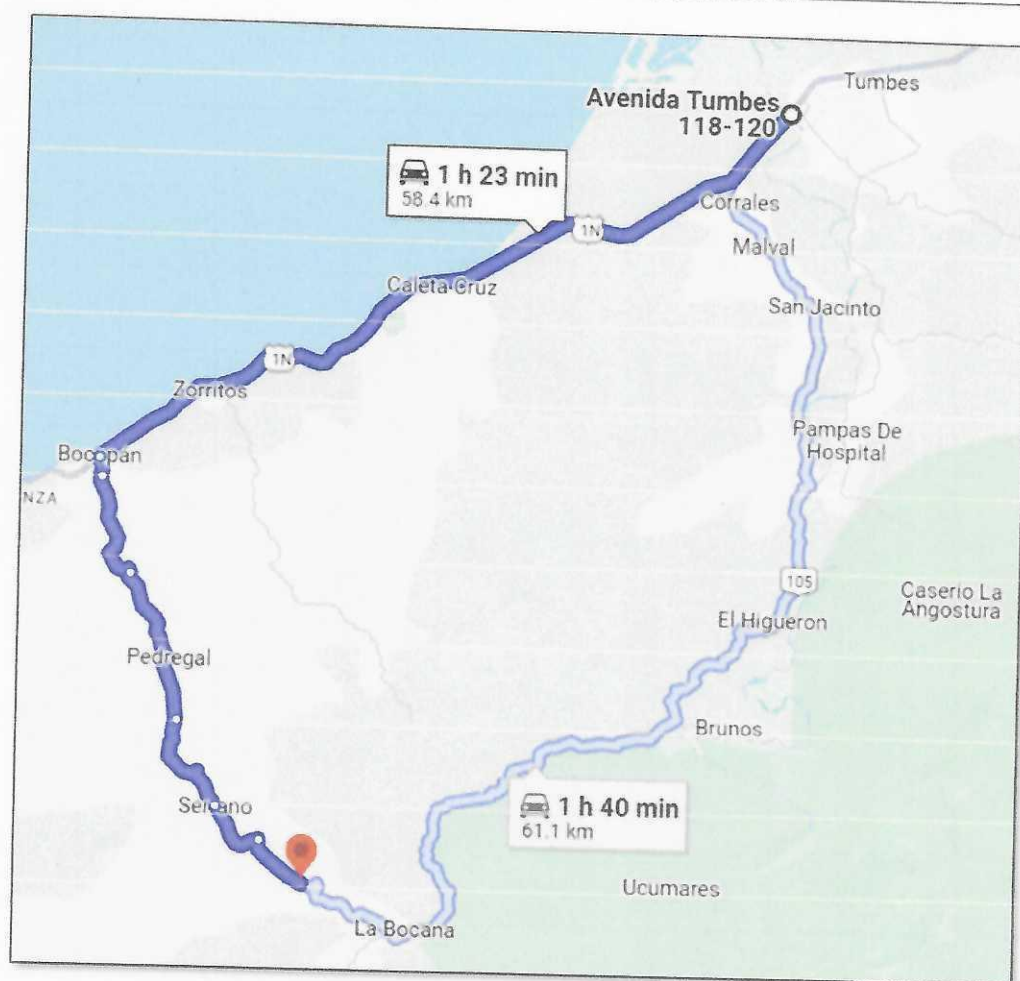 Tumbes
Avenida Tumbes
118-120
1 h 23 min
58.4 km
Corrales
1N
Malval
Caleta Cruz
San Jacinto
1N
Zorritos
Pampas De
Hospital
Bocopán
NZA
105
Caserio La
Angostura
El Higueron
Pedregal
Brunos
1 h 40 min
61.1 km
Ucumares
La Bocana